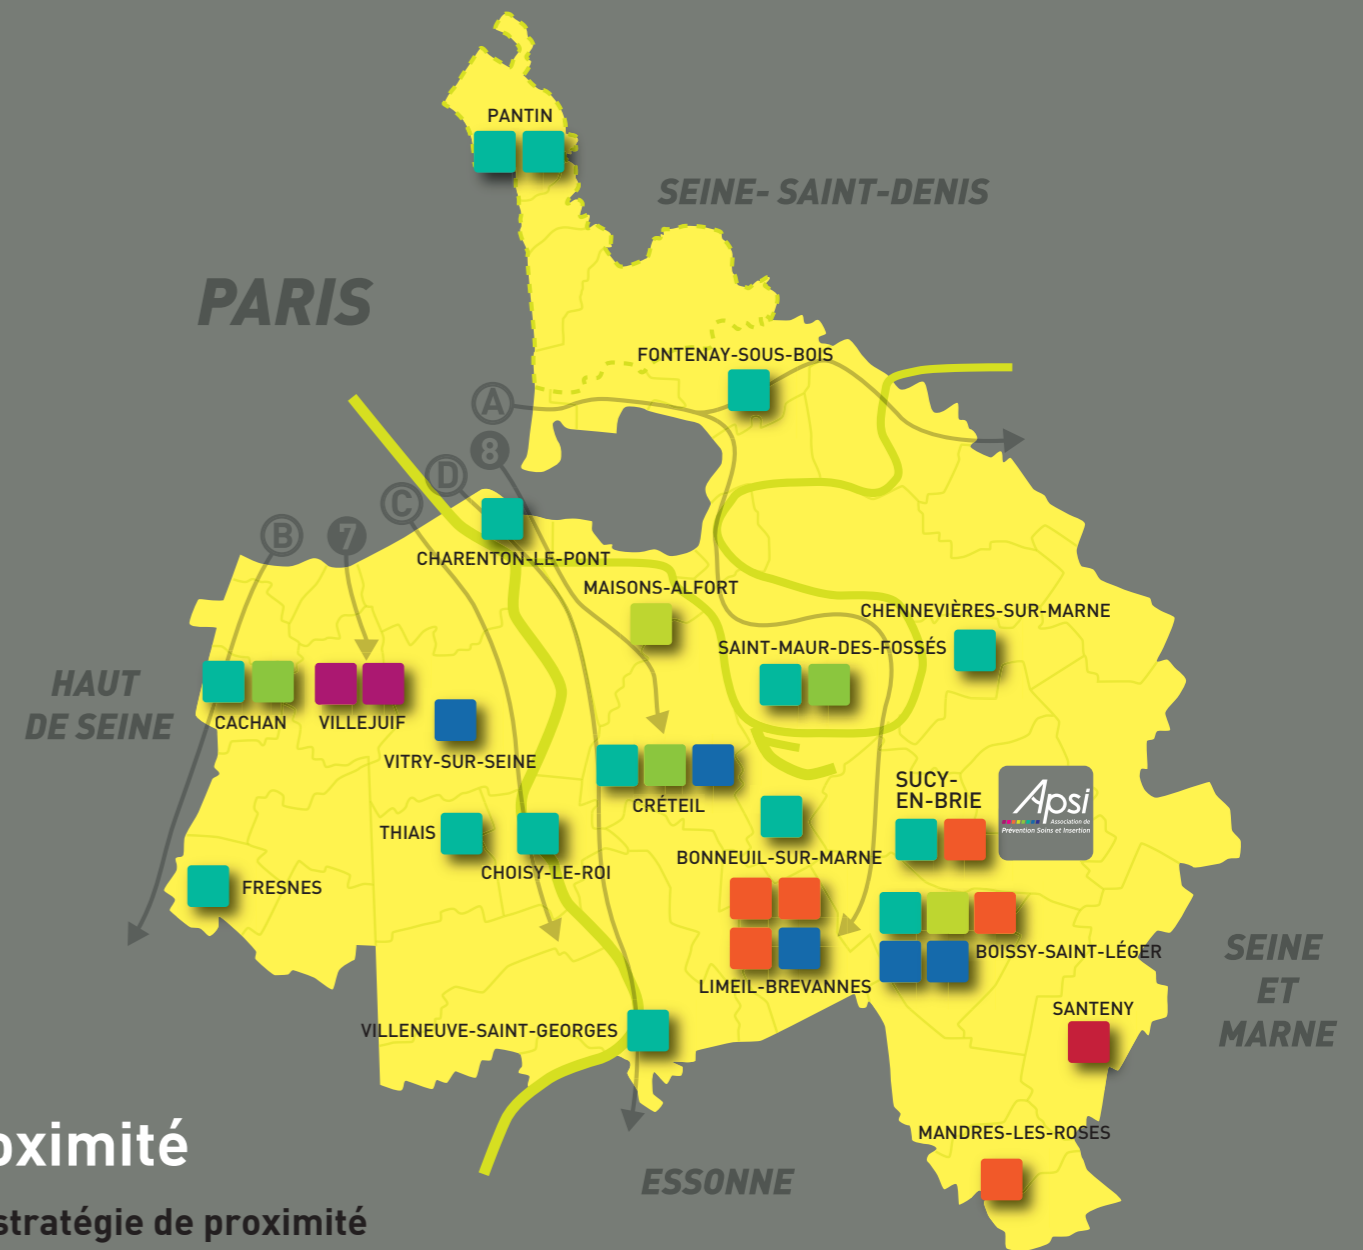 PANTIN
SEINE- SAINT-DENIS
PARIS
FONTENAY-SOUS-BOIS
A
8
D
C
B
7
CHARENTON-LE-PONT
MAISONS-ALFORT
CHENNEVIÈRES-SUR-MARNE
SAINT-MAUR-DES-FOSSÉS
HAUT
DE SEINE
CACHAN
VILLEJUIF
VITRY-SUR-SEINE
CRÉTEIL
SUCY-
EN-BRIE
Apsi
Association de
Prévention Soins et Insertion
THIAIS
CHOISY-LE-ROI
BONNEUIL-SUR-MARNE
FRESNES
BOISSY-SAINT-LÉGER
LIMEIL-BREVANNES
SEINE
ET
MARNE
SANTENY
VILLENEUVE-SAINT-GEORGES
MANDRES-LES-ROSES
ESSONNE
oximité
stratégie de proximité